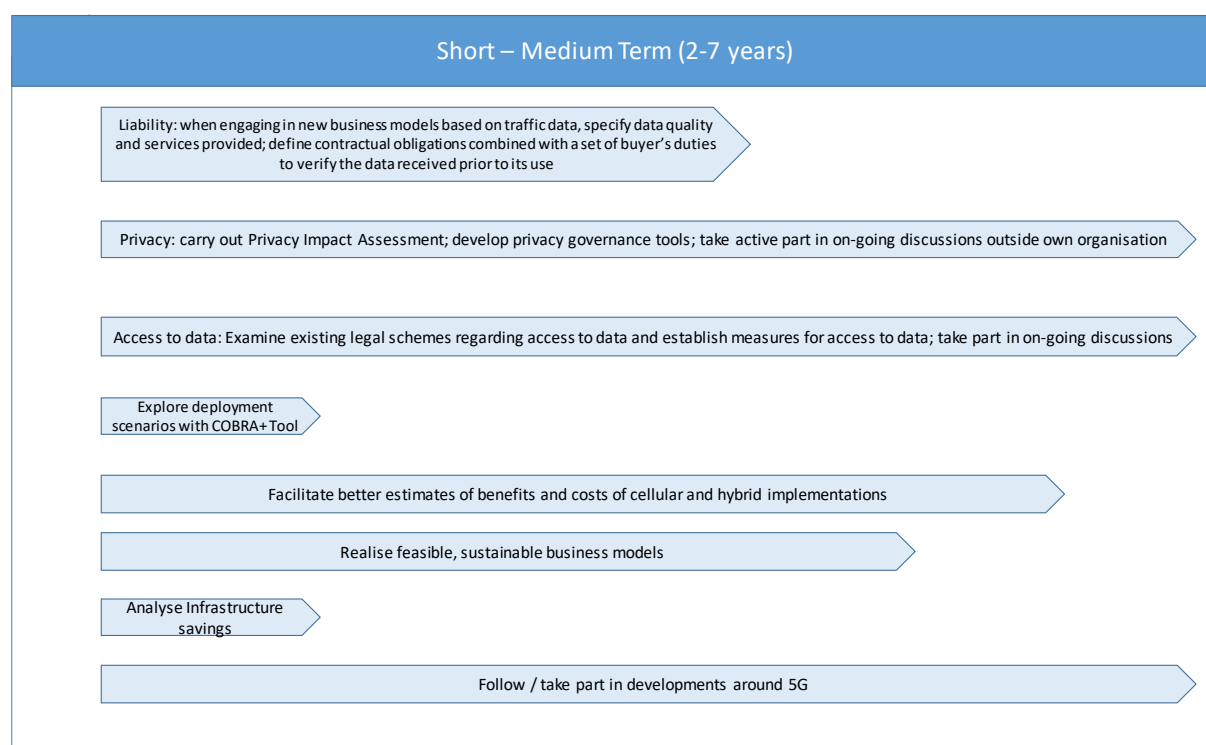 Short – Medium Term (2-7 years)
Liability: when engaging in new business models based on traffic data, specify data quality
and services provided; define contractual obligations combined with a set of buyer’s duties
to verify the data received prior to its use
Privacy: carry out Privacy Impact Assessment; develop privacy governance tools; take active part in on-going discussions outside own organisation
Access to data: Examine existing legal schemes regarding access to data and establish measures for access to data; take part in on-going discussions
Explore deployment
scenarios with COBRA+ Tool
Facilitate better estimates of benefits and costs of cellular and hybrid implementations
Realise feasible, sustainable business models
Analyse Infrastructure
savings
Follow / take part in developments around 5G